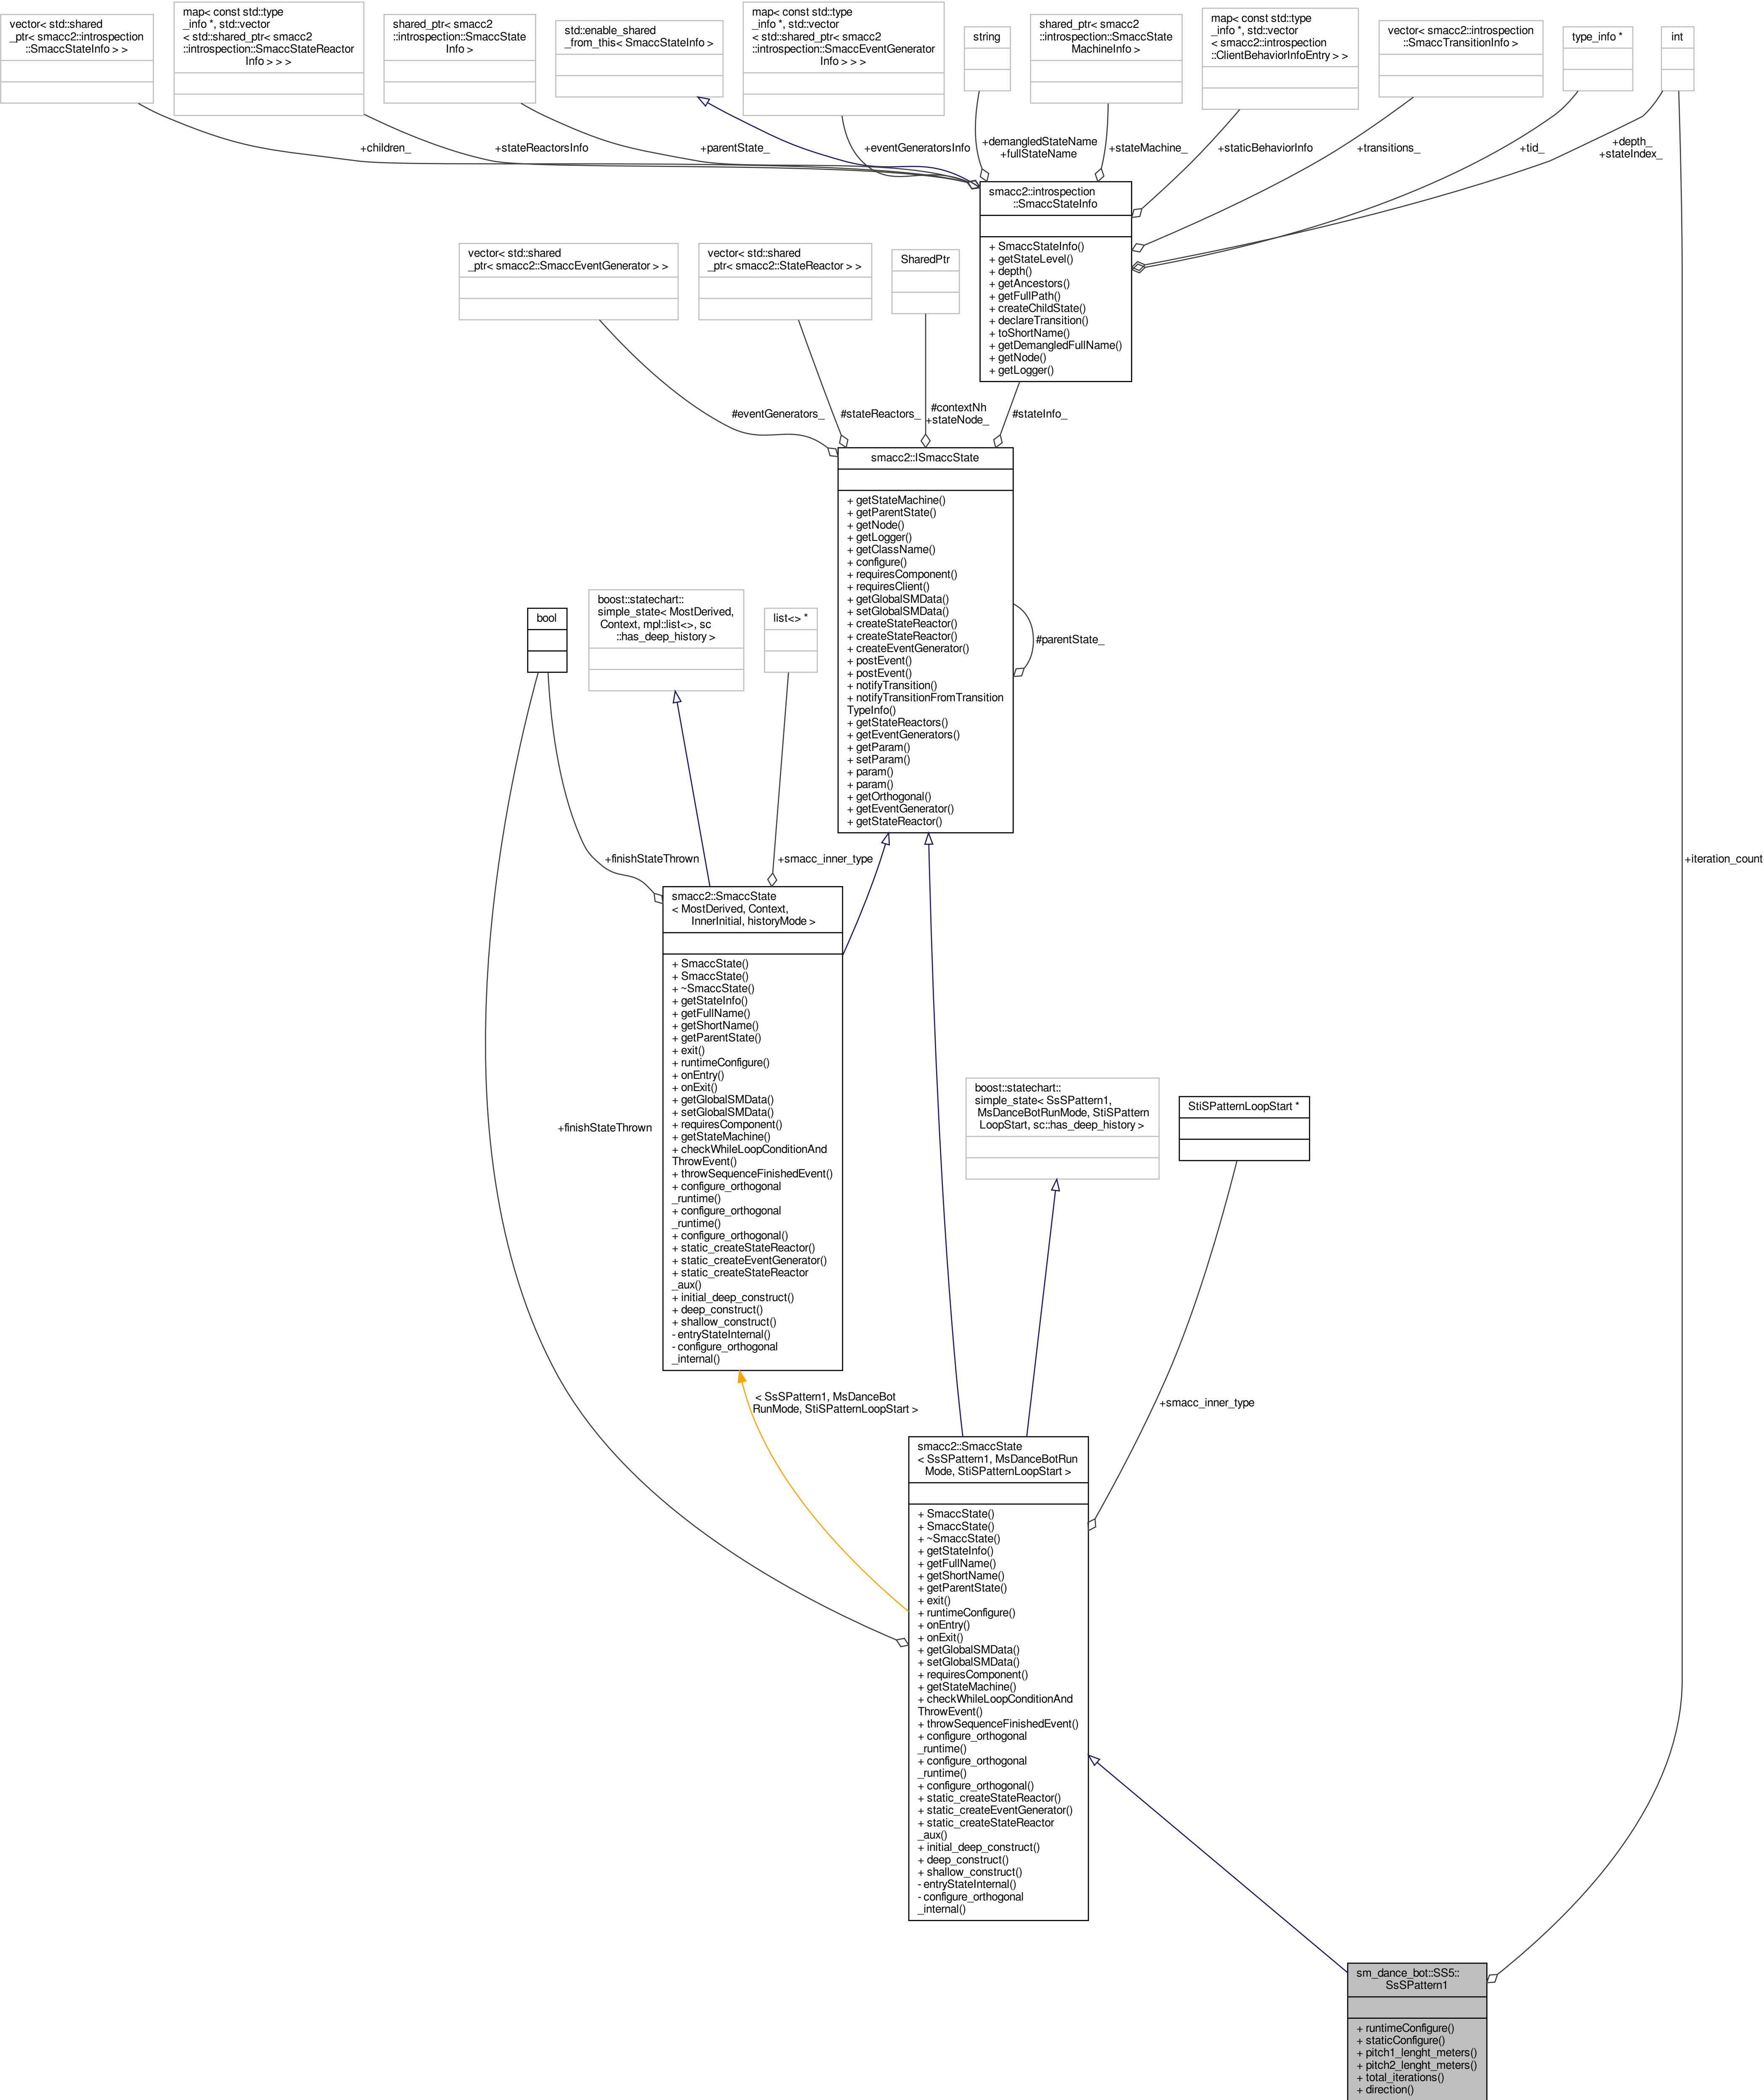 vector< std::shared
_ptr< smacc2::introspection
::SmaccStateInfo > >
map< const std::type
_info *, std::vector
< std::shared_ptr< smacc2
::introspection::SmaccStateReactor
Info > > >
shared_ptr< smacc2
::introspection::SmaccState
Info >
std::enable_shared
_from_this< SmaccStateInfo >
map< const std::type
_info *, std::vector
< std::shared_ptr< smacc2
::introspection::SmaccEventGenerator
Info > > >
string
shared_ptr< smacc2
::introspection::SmaccState
MachineInfo >
map< const std::type
_info *, std::vector
< smacc2::introspection
::ClientBehaviorInfoEntry > >
vector< smacc2::introspection
::SmaccTransitionInfo >
type_info *
int
+children_
+stateReactorsInfo
+parentState_
+eventGeneratorsInfo
+demangledStateName
+fullStateName
+stateMachine_
+staticBehaviorInfo
+transitions_
+tid_
+depth_
+stateIndex_
smacc2::introspection
::SmaccStateInfo
+ SmaccStateInfo()
+ getStateLevel()
+ depth()
+ getAncestors()
+ getFullPath()
+ createChildState()
+ declareTransition()
+ toShortName()
+ getDemangledFullName()
+ getNode()
+ getLogger()
vector< std::shared
_ptr< smacc2::SmaccEventGenerator > >
vector< std::shared
_ptr< smacc2::StateReactor > >
SharedPtr
#eventGenerators_
#stateReactors_
#contextNh
+stateNode_
#stateInfo_
smacc2::ISmaccState
+ getStateMachine()
+ getParentState()
+ getNode()
+ getLogger()
+ getClassName()
+ configure()
+ requiresComponent()
+ requiresClient()
+ getGlobalSMData()
+ setGlobalSMData()
+ createStateReactor()
+ createStateReactor()
+ createEventGenerator()
+ postEvent()
+ postEvent()
+ notifyTransition()
+ notifyTransitionFromTransition
TypeInfo()
+ getStateReactors()
+ getEventGenerators()
+ getParam()
+ setParam()
+ param()
+ param()
+ getOrthogonal()
+ getEventGenerator()
+ getStateReactor()
#parentState_
bool
boost::statechart::
simple_state< MostDerived,
Context, mpl::list<>, sc
::has_deep_history >
list<> *
+finishStateThrown
+smacc_inner_type
+iteration_count
smacc2::SmaccState
< MostDerived, Context,
InnerInitial, historyMode >
+ SmaccState()
+ SmaccState()
+ ~SmaccState()
+ getStateInfo()
+ getFullName()
+ getShortName()
+ getParentState()
+ exit()
+ runtimeConfigure()
+ onEntry()
+ onExit()
+ getGlobalSMData()
+ setGlobalSMData()
+ requiresComponent()
+ getStateMachine()
+ checkWhileLoopConditionAnd
ThrowEvent()
+ throwSequenceFinishedEvent()
+ configure_orthogonal
_runtime()
+ configure_orthogonal
_runtime()
+ configure_orthogonal()
+ static_createStateReactor()
+ static_createEventGenerator()
+ static_createStateReactor
_aux()
+ initial_deep_construct()
+ deep_construct()
+ shallow_construct()
- entryStateInternal()
- configure_orthogonal
_internal()
+finishStateThrown
boost::statechart::
simple_state< SsSPattern1,
MsDanceBotRunMode, StiSPattern
LoopStart, sc::has_deep_history >
StiSPatternLoopStart *
< SsSPattern1, MsDanceBot
RunMode, StiSPatternLoopStart >
+smacc_inner_type
smacc2::SmaccState
< SsSPattern1, MsDanceBotRun
Mode, StiSPatternLoopStart >
+ SmaccState()
+ SmaccState()
+ ~SmaccState()
+ getStateInfo()
+ getFullName()
+ getShortName()
+ getParentState()
+ exit()
+ runtimeConfigure()
+ onEntry()
+ onExit()
+ getGlobalSMData()
+ setGlobalSMData()
+ requiresComponent()
+ getStateMachine()
+ checkWhileLoopConditionAnd
ThrowEvent()
+ throwSequenceFinishedEvent()
+ configure_orthogonal
_runtime()
+ configure_orthogonal
_runtime()
+ configure_orthogonal()
+ static_createStateReactor()
+ static_createEventGenerator()
+ static_createStateReactor
_aux()
+ initial_deep_construct()
+ deep_construct()
+ shallow_construct()
- entryStateInternal()
- configure_orthogonal
_internal()
sm_dance_bot::SS5::
SsSPattern1
+ runtimeConfigure()
+ staticConfigure()
+ pitch1_lenght_meters()
+ pitch2_lenght_meters()
+ total_iterations()
+ direction()